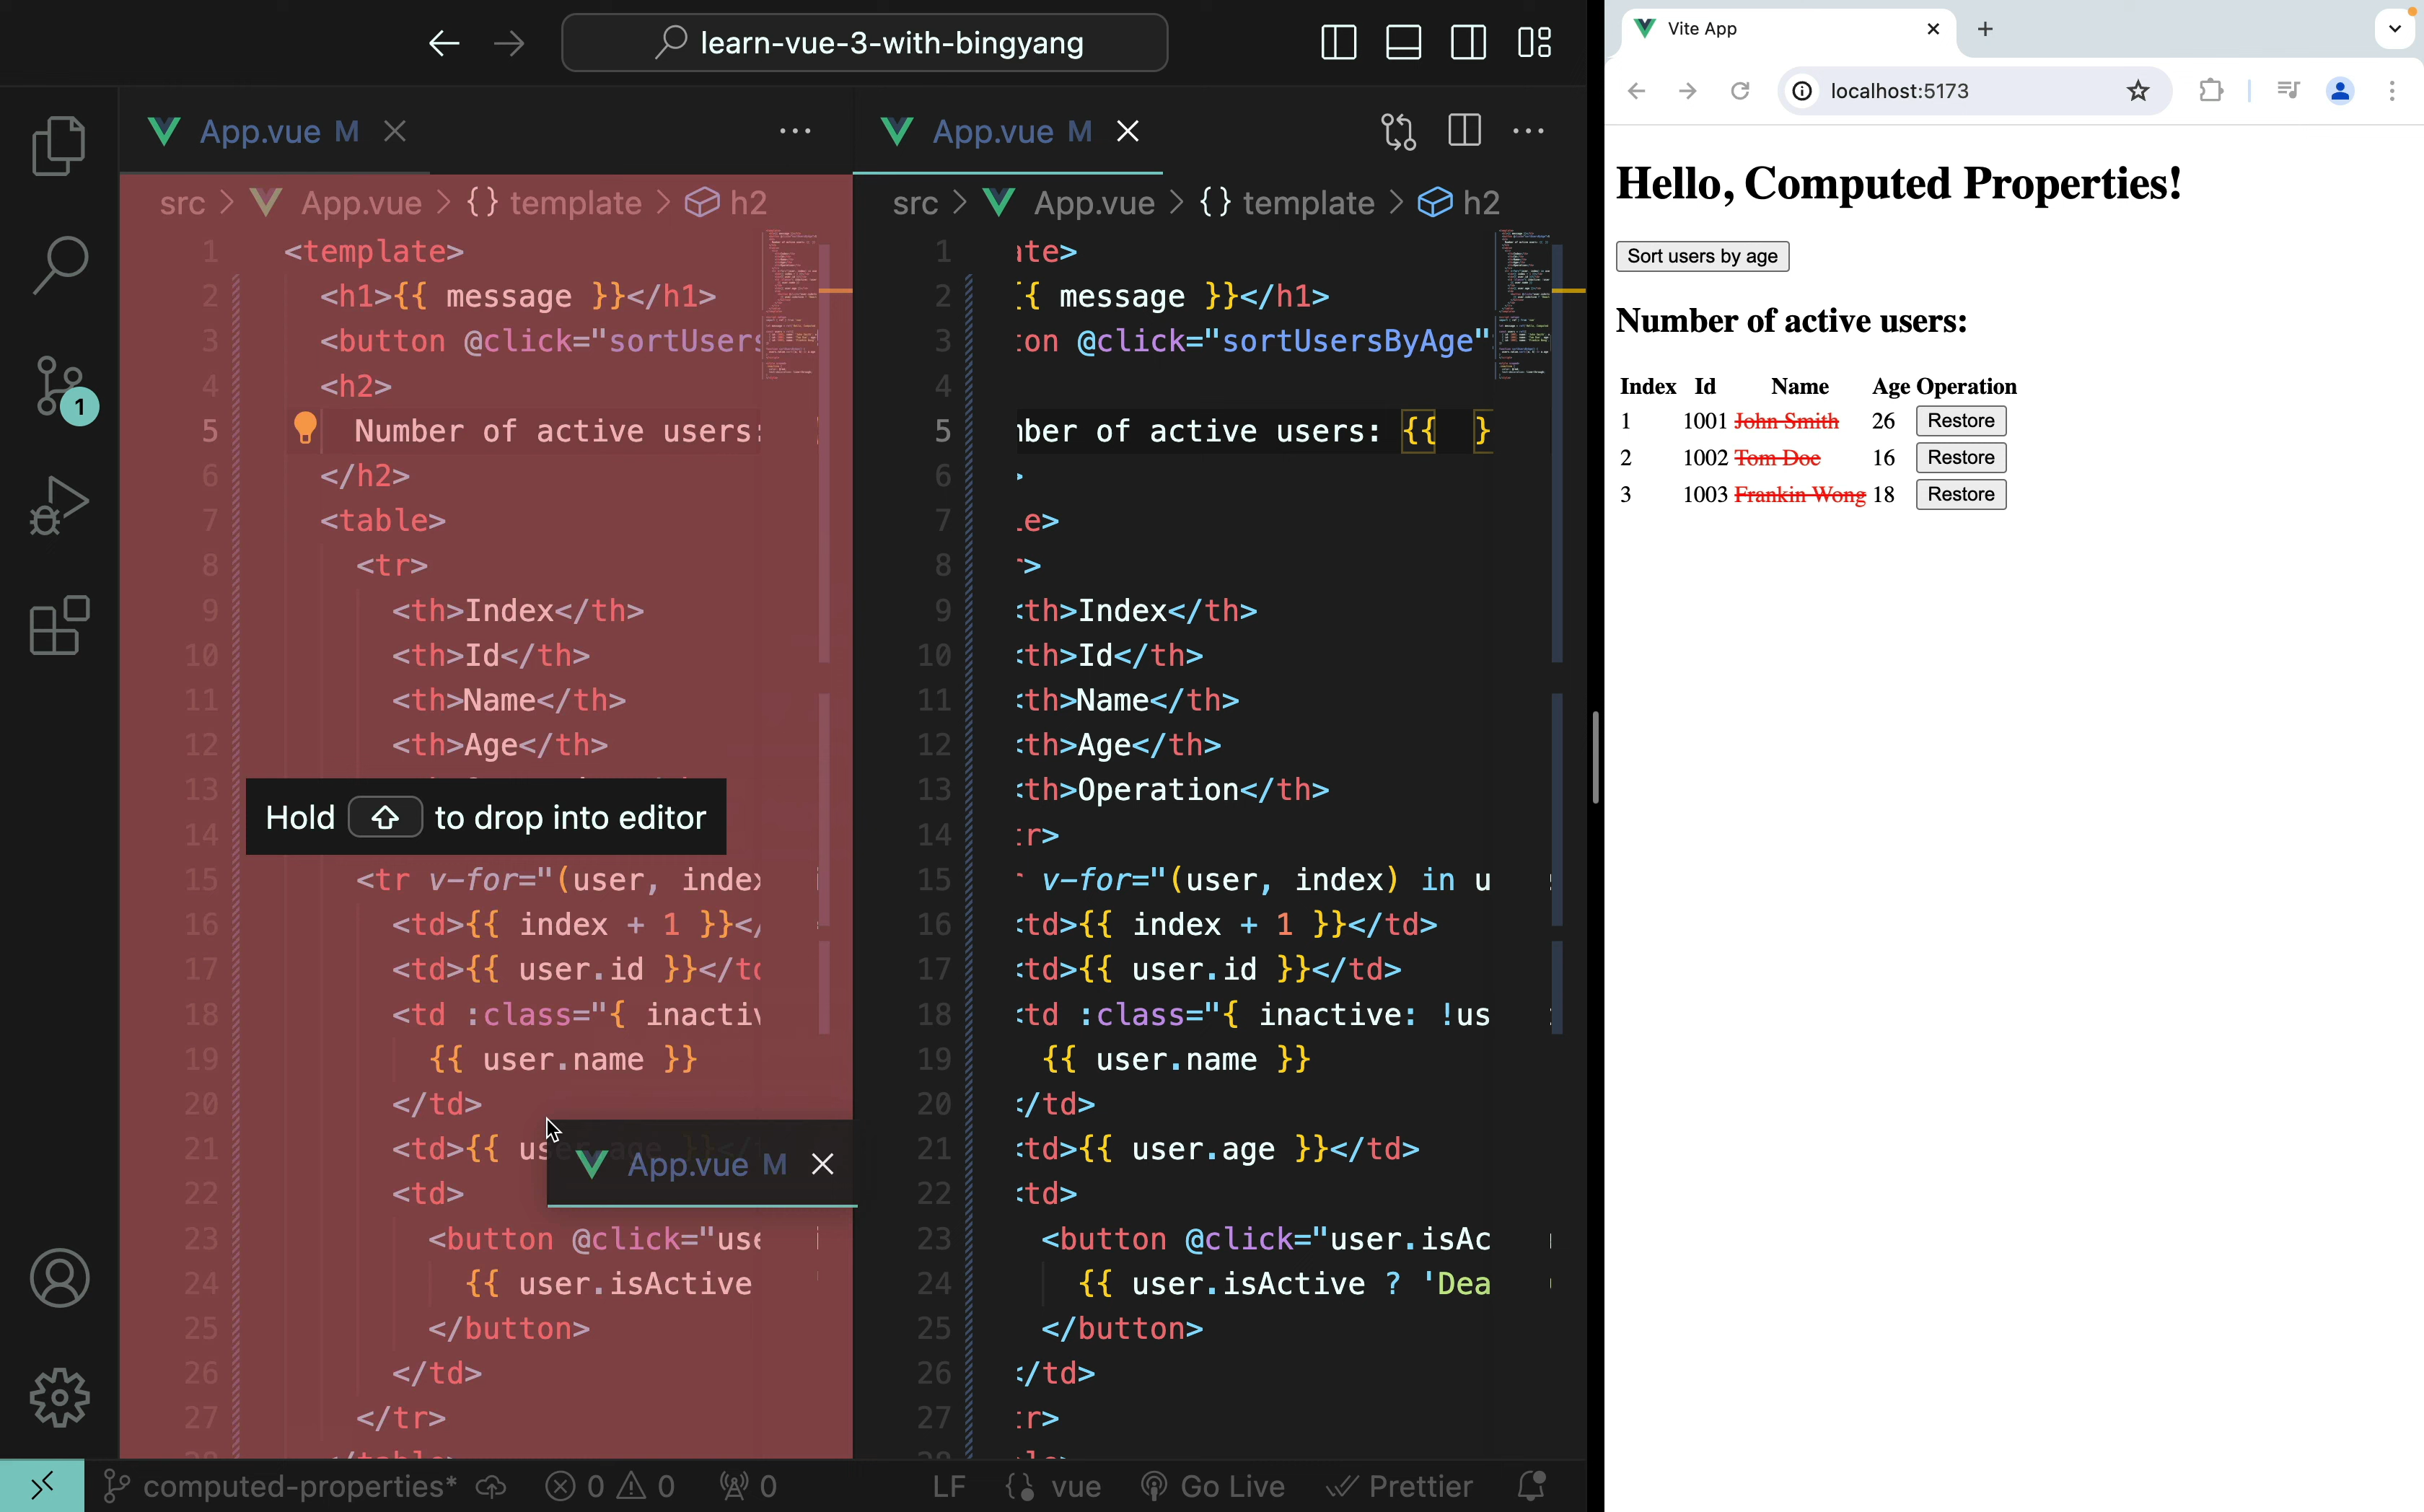 learn-vue-3-with-bingyang
App.vue M
src > App.vue > {} template > h2
1 <template>
2 <h1>{{ message }}</h1>
3 <button @click="sortUsers
4 <h2>
5 Number of active users:
6 </h2>
7 <table>
8 <tr>
9 <th>Index</th>
10 <th>Id</th>
11 <th>Name</th>
12 <th>Age</th>
13
Hold to drop into editor
14
15 <tr v-for="(user, index
16 <td>{{ index + 1 }}</
17 <td>{{ user.id }}</td
18 <td :class="{ inactiv
19 {{ user.name }}
20 </td>
21 <td>{{ user.age }}</
App.vue M
22 <td>
23 <button @click="use
24 {{ user.isActive
25 </button>
26 </td>
27 </tr>
App.vue M
src > App.vue > {} template > h2
1 ate>
2 {{ message }}</h1>
3 on @click="sortUsersByAge"
4
5 ber of active users: {{ }
6 >
7 le>
8 >
9 <th>Index</th>
10 <th>Id</th>
11 <th>Name</th>
12 <th>Age</th>
13 <th>Operation</th>
14 tr>
15 v-for="(user, index) in u
16 <td>{{ index + 1 }}</td>
17 <td>{{ user.id }}</td>
18 <td :class="{ inactive: !us
19 {{ user.name }}
20 </td>
21 <td>{{ user.age }}</td>
22 <td>
23 <button @click="user.isAc
24 {{ user.isActive ? 'Dea
25 </button>
26 </td>
27 tr>
1
computed-properties* 0 0 0 LF {} vue Go Live Prettier
Vite App
localhost:5173
Hello, Computed Properties!
Sort users by age
Number of active users:
Index Id Name Age Operation
1 1001 John Smith 26 Restore
2 1002 Tom Doe 16 Restore
3 1003 Frankin Wong 18 Restore